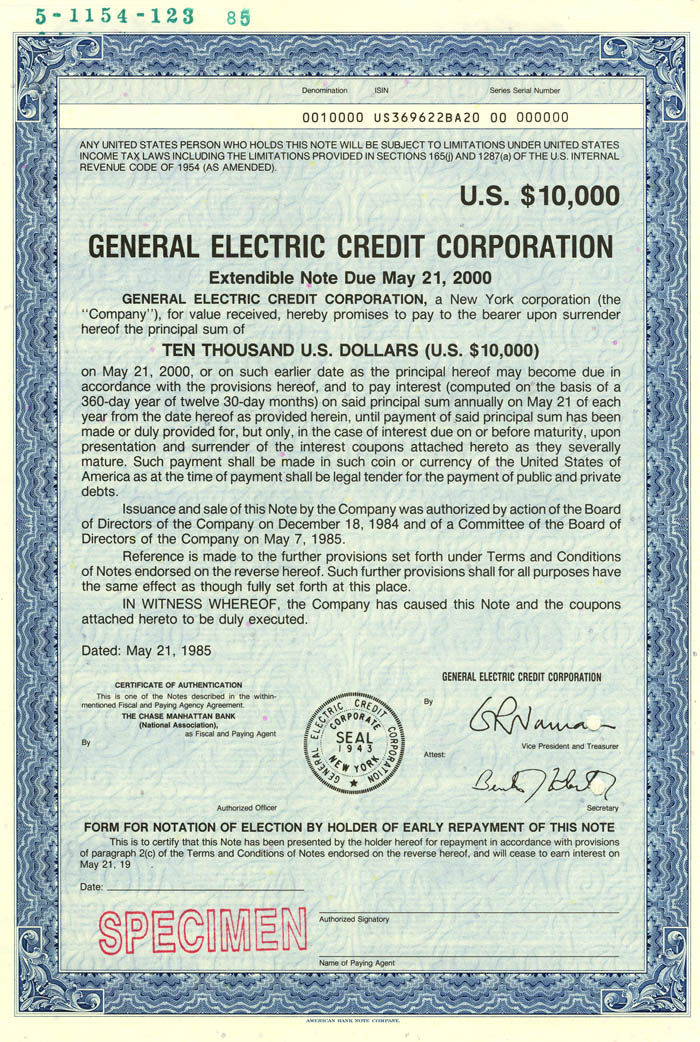 5-1154-123 85
Denomination ISIN Series Serial Number
0010000 US369622BA20 00 000000
ANY UNITED STATES PERSON WHO HOLDS THIS NOTE WILL BE SUBJECT TO LIMITATIONS UNDER UNITED STATES
INCOME TAX LAWS INCLUDING THE LIMITATIONS PROVIDED IN SECTIONS 165(j) AND 1287(a) OF THE U.S. INTERNAL
REVENUE CODE OF 1954 (AS AMENDED).
U.S. $10,000
GENERAL ELECTRIC CREDIT CORPORATION
Extendible Note Due May 21, 2000
GENERAL ELECTRIC CREDIT CORPORATION, a New York corporation (the
''Company''), for value received, hereby promises to pay to the bearer upon surrender
hereof the principal sum of
TEN THOUSAND U.S. DOLLARS (U.S. $10,000)
on May 21, 2000, or on such earlier date as the principal hereof may become due in
accordance with the provisions hereof, and to pay interest (computed on the basis of a
360-day year of twelve 30-day months) on said principal sum annually on May 21 of each
year from the date hereof as provided herein, until payment of said principal sum has been
made or duly provided for, but only, in the case of interest due on or before maturity, upon
presentation and surrender of the interest coupons attached hereto as they severally
mature. Such payment shall be made in such coin or currency of the United States of
America as at the time of payment shall be legal tender for the payment of public and private
debts.
Issuance and sale of this Note by the Company was authorized by action of the Board
of Directors of the Company on December 18, 1984 and of a Committee of the Board of
Directors of the Company on May 7, 1985.
Reference is made to the further provisions set forth under Terms and Conditions
of Notes endorsed on the reverse hereof. Such further provisions shall for all purposes have
the same effect as though fully set forth at this place.
IN WITNESS WHEREOF, the Company has caused this Note and the coupons
attached hereto to be duly executed.
Dated: May 21, 1985
CERTIFICATE OF AUTHENTICATION
This is one of the Notes described in the within-
mentioned Fiscal and Paying Agency Agreement.
THE CHASE MANHATTAN BANK
(National Association),
as Fiscal and Paying Agent
By
Authorized Officer
GENERAL ELECTRIC CREDIT CORPORATION
CORPORATE
SEAL
1943
NEW YORK
GENERAL ELECTRIC CREDIT CORPORATION
By
Vice President and Treasurer
Attest:
Secretary
FORM FOR NOTATION OF ELECTION BY HOLDER OF EARLY REPAYMENT OF THIS NOTE
This is to certify that this Note has been presented by the holder hereof for repayment in accordance with provisions
of paragraph 2(c) of the Terms and Conditions of Notes endorsed on the reverse hereof, and will cease to earn interest on
May 21, 19 .
Date:
SPECIMEN
Authorized Signatory
Name of Paying Agent
AMERICAN BANK NOTE COMPANY.